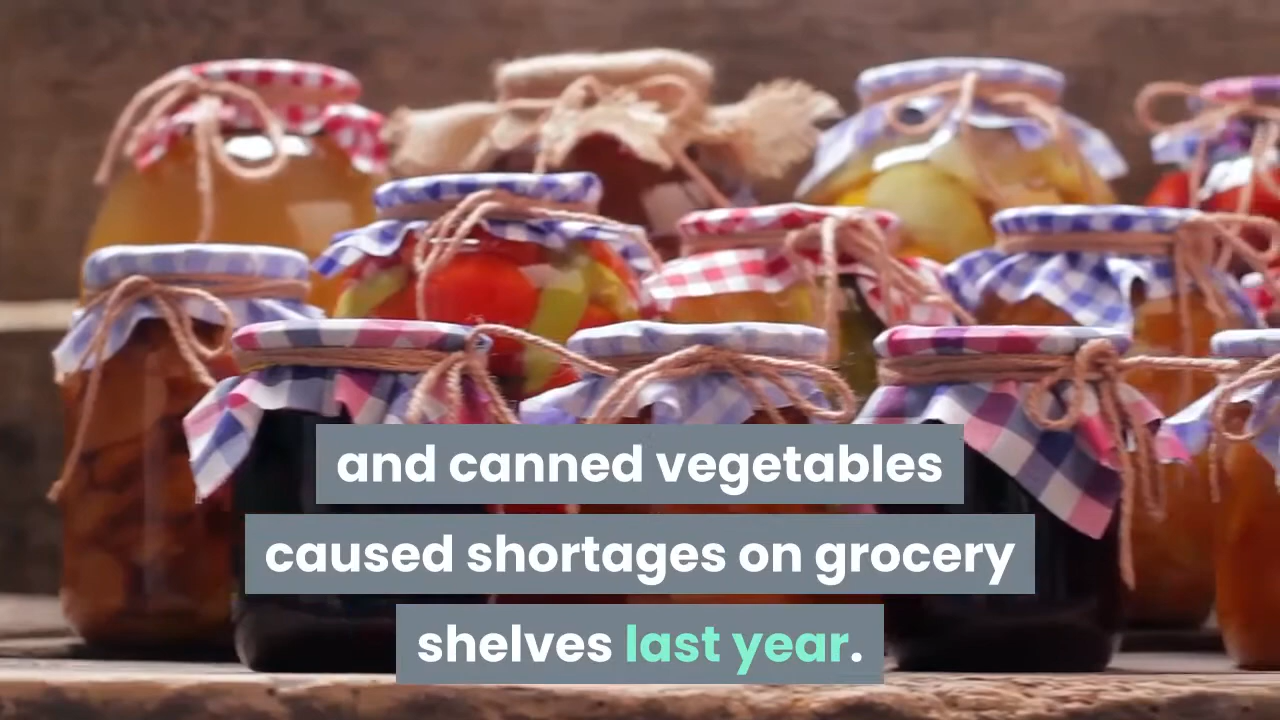 and canned vegetables
caused shortages on grocery
shelves last year.